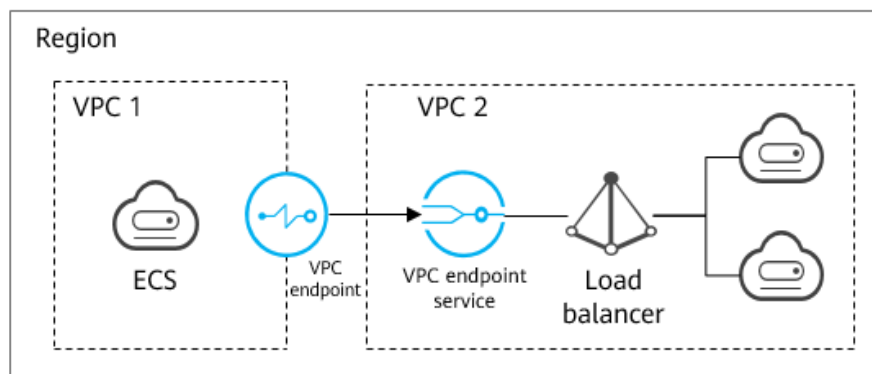 Region
VPC 1
VPC 2
ECS
VPC
endpoint
VPC endpoint
service
Load
balancer